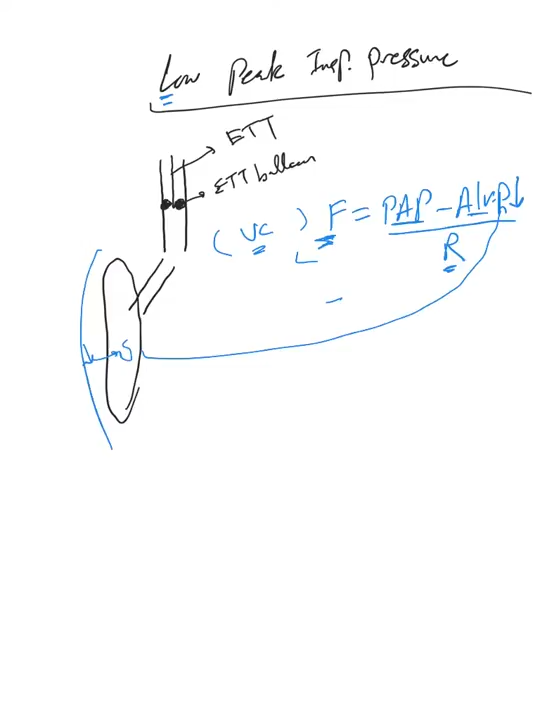 Low Peak Insp. pressure
ETT
ETT balloon
(VC) F = PAP - Alv.P↓
R